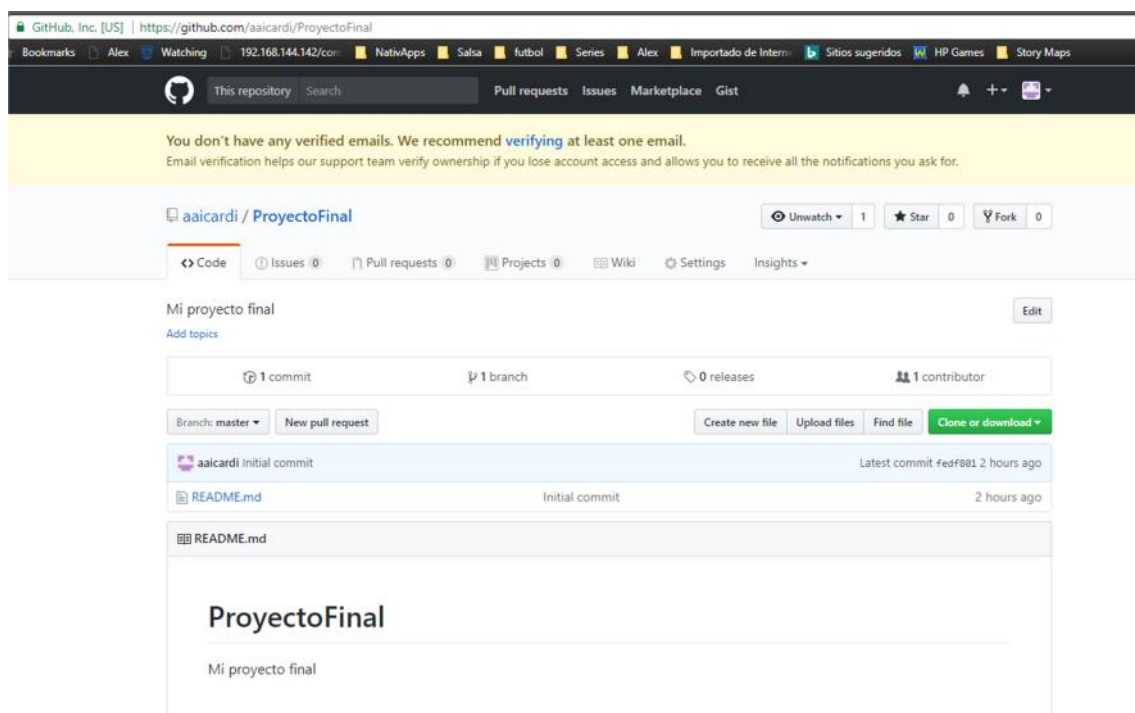 GitHub, Inc. [US] | https://github.com/aaicardi/ProyectoFinal
Bookmarks Alex Watching 192.168.144.142/com NativApps Salsa futbol Series Alex Importado de Intern Sitios sugeridos HP Games Story Maps
This repository Search Pull requests Issues Marketplace Gist
You don't have any verified emails. We recommend verifying at least one email.
Email verification helps our support team verify ownership if you lose account access and allows you to receive all the notifications you ask for.
aaicardi / ProyectoFinal Unwatch 1 Star 0 Fork 0
Code Issues 0 Pull requests 0 Projects 0 Wiki Settings Insights
Mi proyecto final Edit
Add topics
1 commit 1 branch 0 releases 1 contributor
Branch: master New pull request Create new file Upload files Find file Clone or download
aaicardi Initial commit Latest commit fedf801 2 hours ago
README.md Initial commit 2 hours ago
README.md
ProyectoFinal
Mi proyecto final